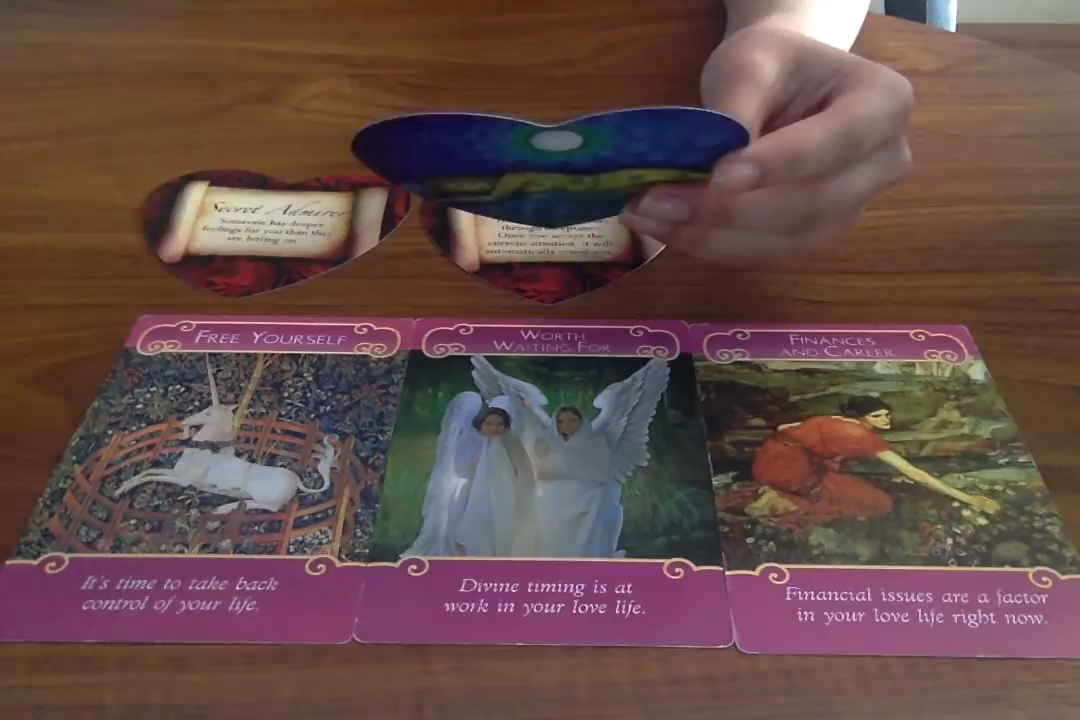 Secret Admirer
Someone has deeper
feelings for you than they
are letting on
through acceptance.
Once you accept the
current situation, it will
automatically transform.
FREE YOURSELF
It's time to take back
control of your life.
WORTH
WAITING FOR
Divine timing is at
work in your love life.
FINANCES
AND CAREER
Financial issues are a factor
in your love life right now.